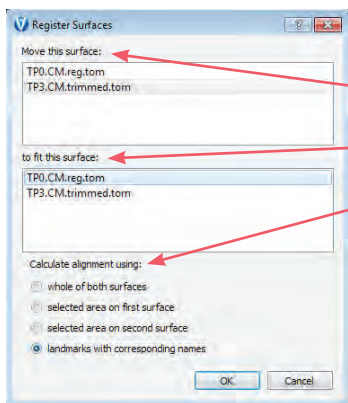 Register Surfaces
Move this surface:
TP0.CM.reg.tom
TP3.CM.trimmed.tom
to fit this surface:
TP0.CM.reg.tom
TP3.CM.trimmed.tom
Calculate alignment using:
whole of both surfaces
selected area on first surface
selected area on second surface
landmarks with corresponding names
OK
Cancel